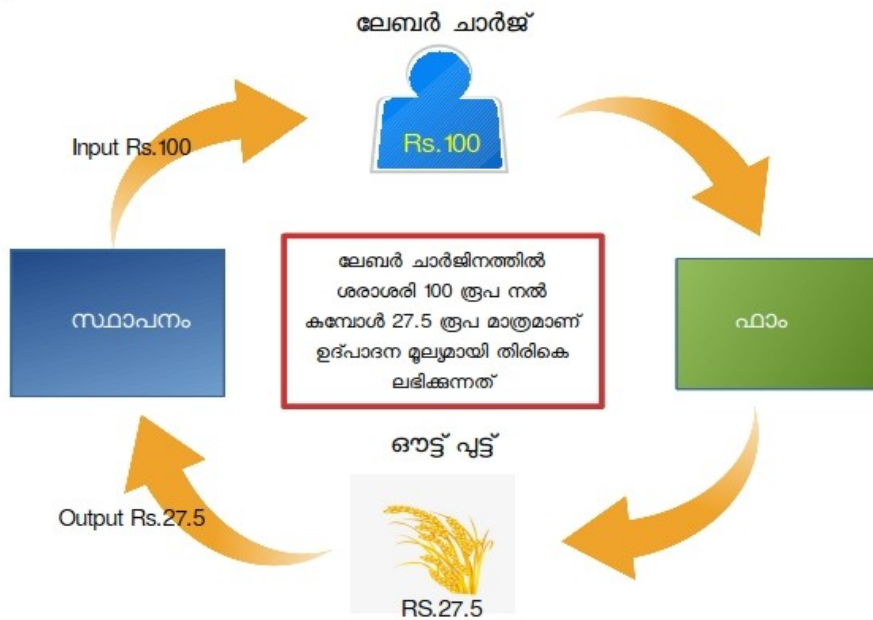 ലേബർ ചാർജ്
Rs.100
Input Rs.100
സ്ഥാപനം
ലേബർ ചാർജിനത്തിൽ
ശരാശരി 100 രൂപ നൽ
കുമ്പോൾ 27.5 രൂപ മാത്രമാണ്
ഉദ്പാദന മൂല്യമായി തിരികെ
ലഭിക്കുന്നത്
ഫാം
ഔട്ട് പുട്ട്
Output Rs.27.5
RS.27.5